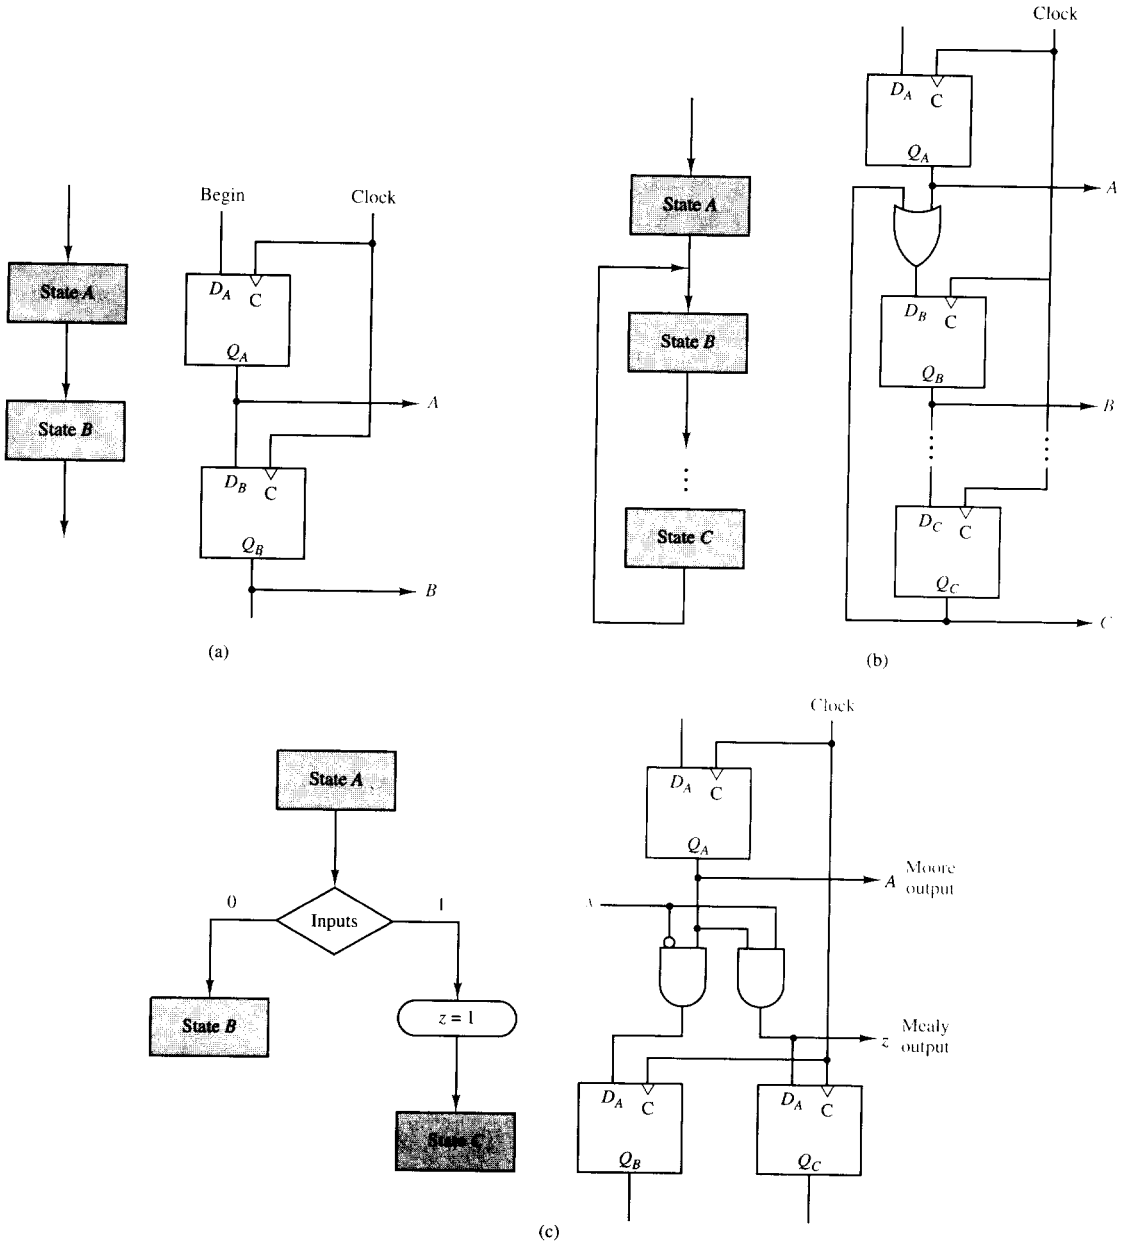 Begin
Clock
State A
State B
D_A
C
Q_A
A
D_B
C
Q_B
B
(a)
State A
State B
State C
Clock
D_A
C
Q_A
A
D_B
C
Q_B
B
D_C
C
Q_C
C
(b)
State A
0
Inputs
1
State B
z = 1
State C
Clock
D_A
C
Q_A
A
Moore
output
z
Mealy
output
D_A
C
Q_B
D_A
C
Q_C
(c)